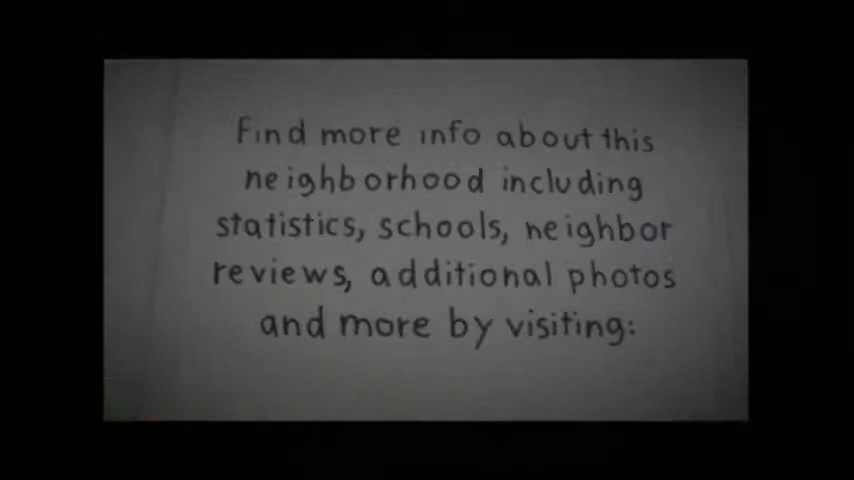 Find more info about this
neighborhood including
statistics, schools, neighbor
reviews, additional photos
and more by visiting: